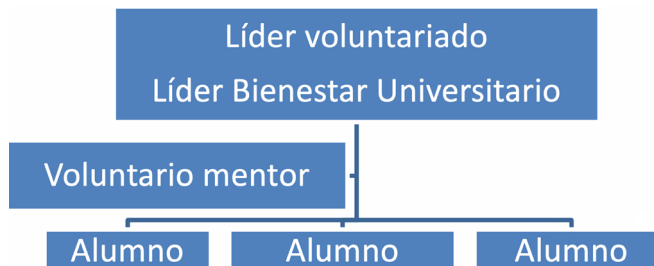 Líder voluntariado
Líder Bienestar Universitario
Voluntario mentor
Alumno Alumno Alumno